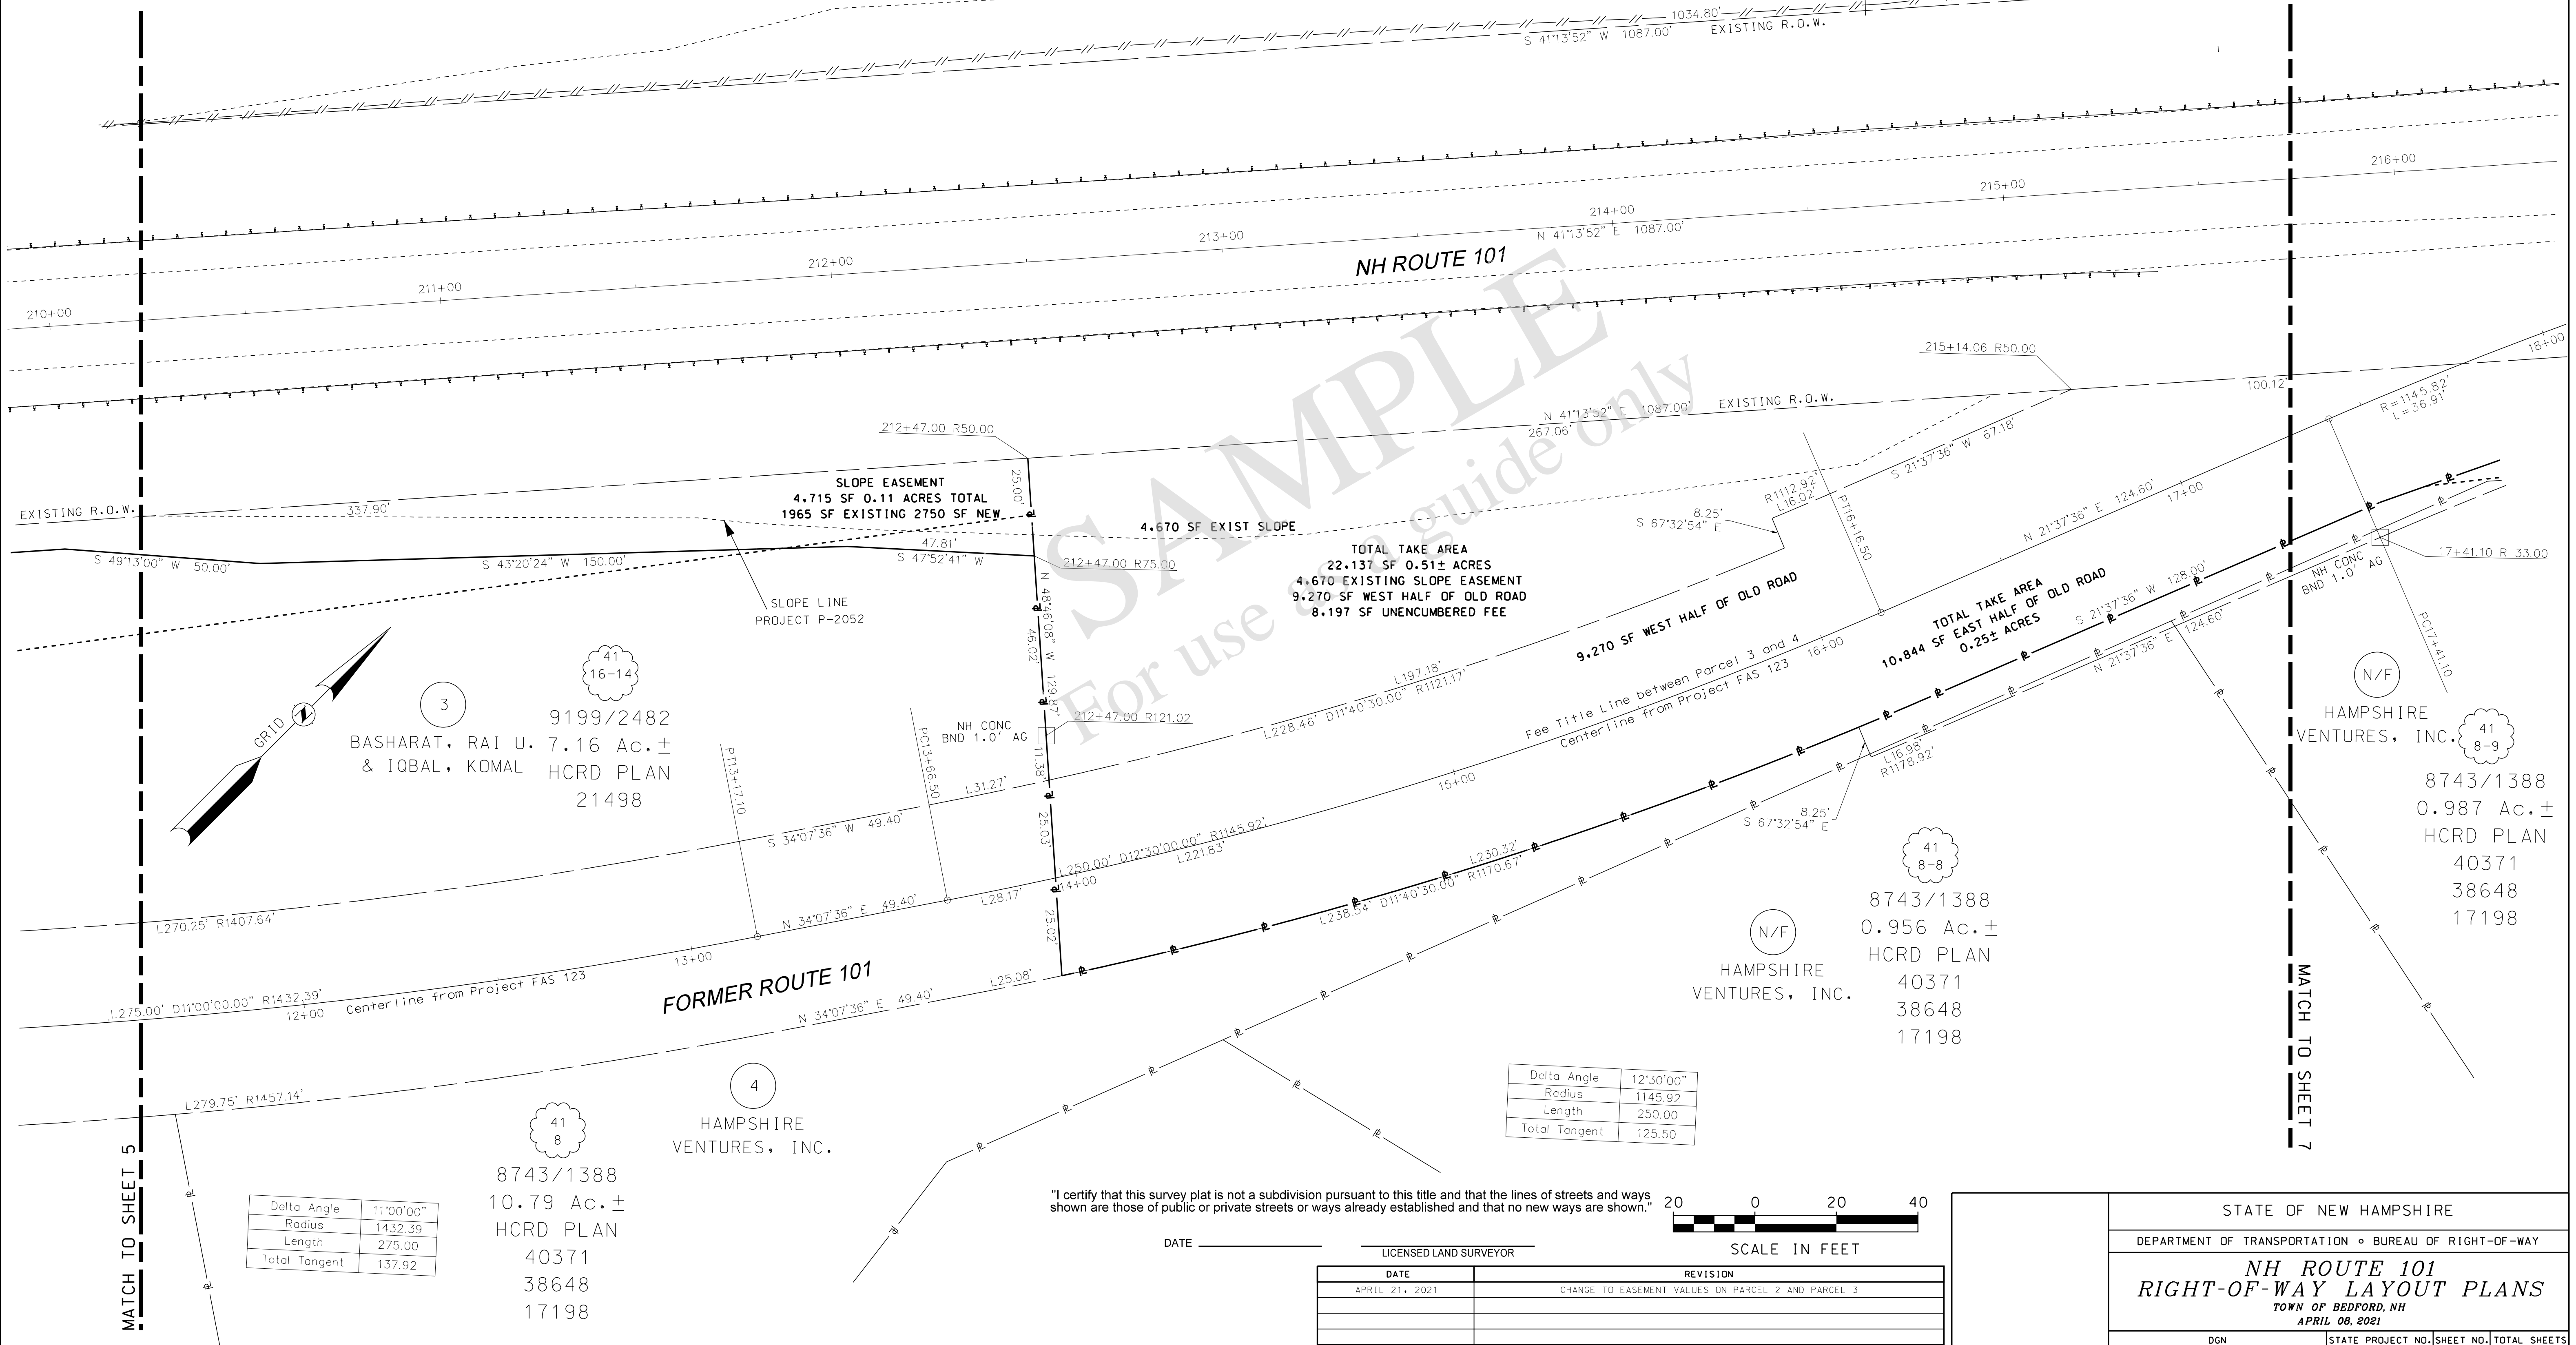 1034.80'
S 41°13'52" W 1087.00'
EXISTING R.O.W.
216+00
215+00
214+00
N 41°13'52" E 1087.00'
213+00
NH ROUTE 101
212+00
211+00
210+00
SAMPLE
For use as a guide only
215+14.06 R50.00
18+00
100.12'
R=1145.82'
L=36.91'
N 41°13'52" E 1087.00'
EXISTING R.O.W.
267.06'
212+47.00 R50.00
S 21°37'36" W 67.18'
25.00'
SLOPE EASEMENT
4,715 SF 0.11 ACRES TOTAL
1965 SF EXISTING 2750 SF NEW
EXISTING R.O.W.
337.90'
R1112.92'
L16.02'
PT16+16.50
17+00
N 21°37'36" E 124.60'
8.25'
S 67°32'54" E
4,670 SF EXIST SLOPE
47.81'
S 47°52'41" W
S 49°13'00" W 50.00'
S 43°20'24" W 150.00'
212+47.00 R75.00
TOTAL TAKE AREA
22,137 SF 0.51± ACRES
4,670 EXISTING SLOPE EASEMENT
9,270 SF WEST HALF OF OLD ROAD
8,197 SF UNENCUMBERED FEE
17+41.10 R 33.00
NH CONC
BND 1.0' AG
SLOPE LINE
PROJECT P-2052
N 48°46'08" W 129.87'
46.02'
9,270 SF WEST HALF OF OLD ROAD
TOTAL TAKE AREA
10,844 SF EAST HALF OF OLD ROAD
0.25± ACRES
S 21°37'36" W 128.00'
N 21°37'36" E 124.60'
PC17+41.10
Fee Title Line between Parcel 3 and 4
Centerline from Project FAS 123
16+00
L197.18'
L228.46' D11°40'30.00" R1121.17'
GRID
Z
3
BASHARAT, RAI U.
& IQBAL, KOMAL
41
16-14
9199/2482
7.16 Ac.±
HCRD PLAN
21498
NH CONC
BND 1.0' AG
212+47.00 R121.02
11.38'
PT13+17.10
PC13+66.50
L31.27'
S 34°07'36" W 49.40'
25.03'
L250.00' D12°30'00.00" R1145.92'
L221.83'
14+00
15+00
L16.98'
R1178.92'
8.25'
S 67°32'54" E
N/F
HAMPSHIRE
VENTURES, INC.
41
8-9
8743/1388
0.987 Ac.±
HCRD PLAN
40371
38648
17198
L230.32'
L238.54' D11°40'30.00" R1170.67'
L28.17'
N 34°07'36" E 49.40'
25.02'
L270.25' R1407.64'
13+00
L275.00' D11°00'00.00" R1432.39'
12+00
Centerline from Project FAS 123
FORMER ROUTE 101
L25.08'
N 34°07'36" E 49.40'
L279.75' R1457.14'
N/F
HAMPSHIRE
VENTURES, INC.
41
8-8
8743/1388
0.956 Ac.±
HCRD PLAN
40371
38648
17198
4
HAMPSHIRE
VENTURES, INC.
41
8
8743/1388
10.79 Ac.±
HCRD PLAN
40371
38648
17198
Delta Angle 12°30'00"
Radius 1145.92
Length 250.00
Total Tangent 125.50
Delta Angle 11°00'00"
Radius 1432.39
Length 275.00
Total Tangent 137.92
MATCH TO SHEET 5
MATCH TO SHEET 7
"I certify that this survey plat is not a subdivision pursuant to this title and that the lines of streets and ways
shown are those of public or private streets or ways already established and that no new ways are shown."
DATE
LICENSED LAND SURVEYOR
20 0 20 40
SCALE IN FEET
DATE REVISION
APRIL 21, 2021 CHANGE TO EASEMENT VALUES ON PARCEL 2 AND PARCEL 3
STATE OF NEW HAMPSHIRE
DEPARTMENT OF TRANSPORTATION ∘ BUREAU OF RIGHT-OF-WAY
NH ROUTE 101
RIGHT-OF-WAY LAYOUT PLANS
TOWN OF BEDFORD, NH
APRIL 08, 2021
DGN STATE PROJECT NO. SHEET NO. TOTAL SHEETS